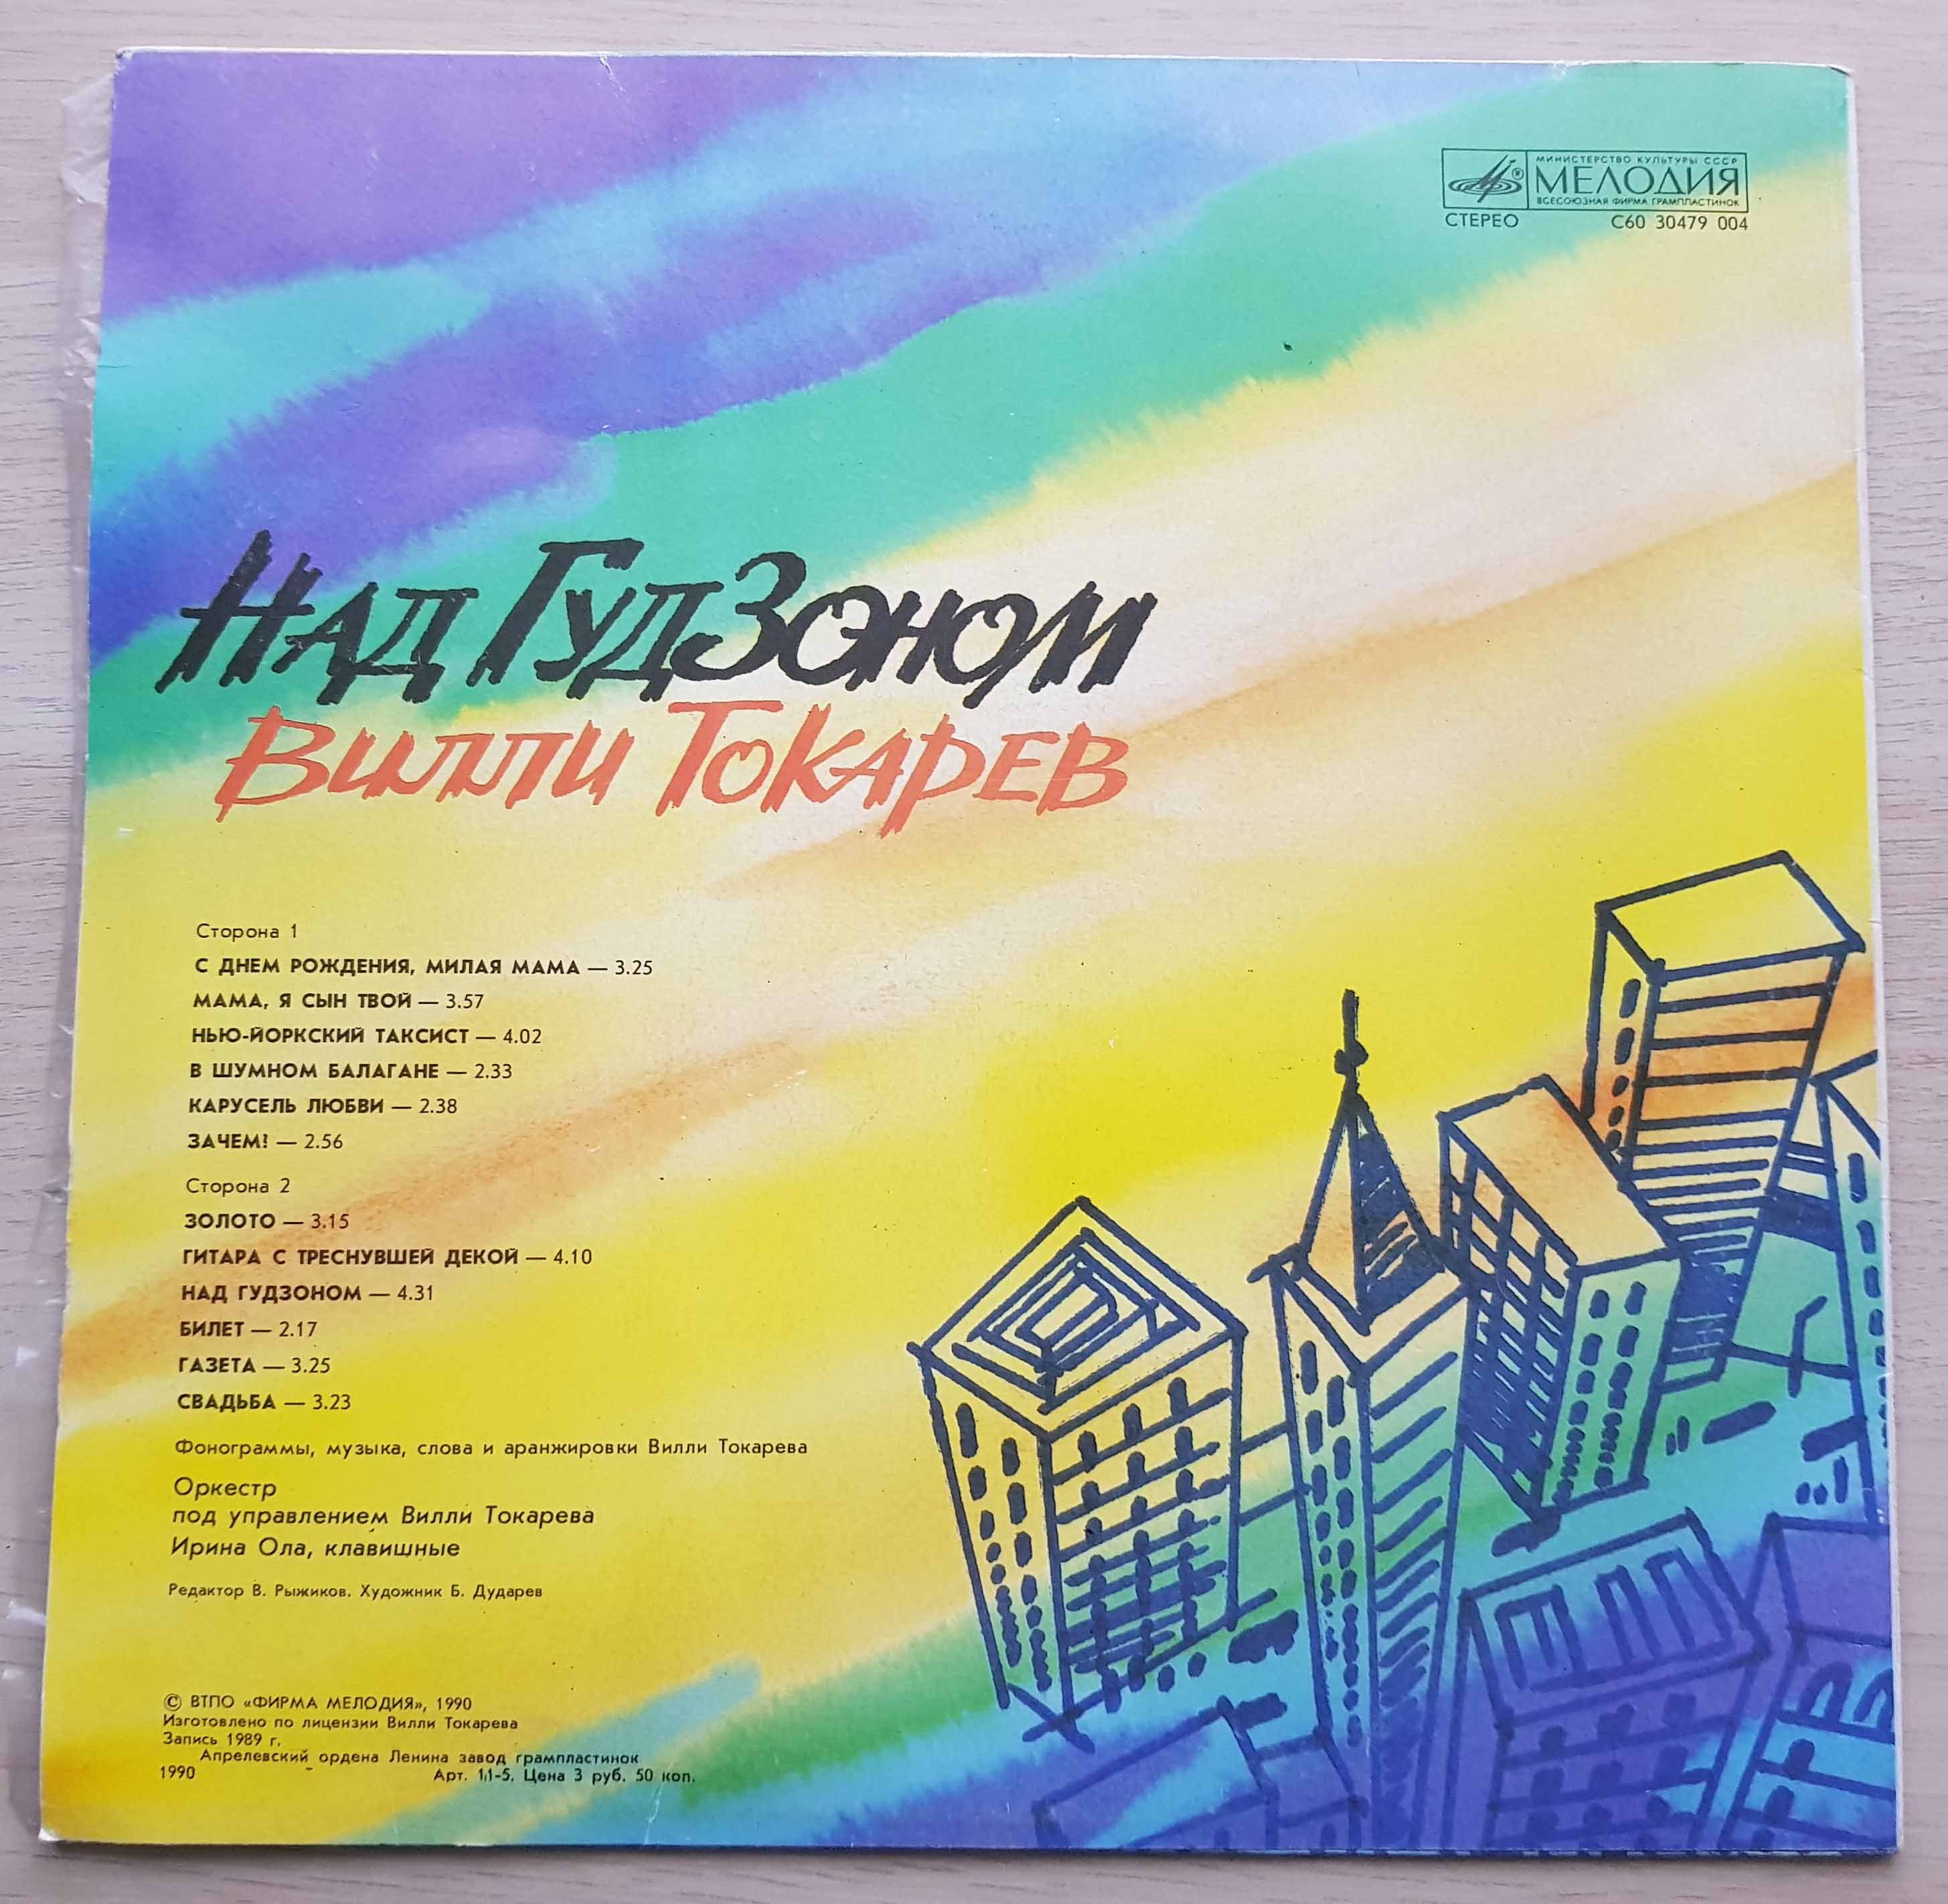 МИНИСТЕРСТВО КУЛЬТУРЫ СССР
МЕЛОДИЯ
ВСЕСОЮЗНАЯ ФИРМА ГРАМПЛАСТИНОК
СТЕРЕО С60 30479 004
НАД ГУДЗОНОМ
ВИЛЛИ ТОКАРЕВ
Сторона 1
С ДНЕМ РОЖДЕНИЯ, МИЛАЯ МАМА — 3.25
МАМА, Я СЫН ТВОЙ — 3.57
НЬЮ-ЙОРКСКИЙ ТАКСИСТ — 4.02
В ШУМНОМ БАЛАГАНЕ — 2.33
КАРУСЕЛЬ ЛЮБВИ — 2.38
ЗАЧЕМ? — 2.56
Сторона 2
ЗОЛОТО — 3.15
ГИТАРА С ТРЕСНУВШЕЙ ДЕКОЙ — 4.10
НАД ГУДЗОНОМ — 4.31
БИЛЕТ — 2.17
ГАЗЕТА — 3.25
СВАДЬБА — 3.23
Фонограммы, музыка, слова и аранжировки Вилли Токарева
Оркестр
под управлением Вилли Токарева
Ирина Ола, клавишные
Редактор В. Рыжиков. Художник Б. Дударев
© ВТПО «ФИРМА МЕЛОДИЯ», 1990
Изготовлено по лицензии Вилли Токарева
Запись 1989 г.
Апрелевский ордена Ленина завод грампластинок
1990 Арт. 11-5. Цена 3 руб. 50 коп.